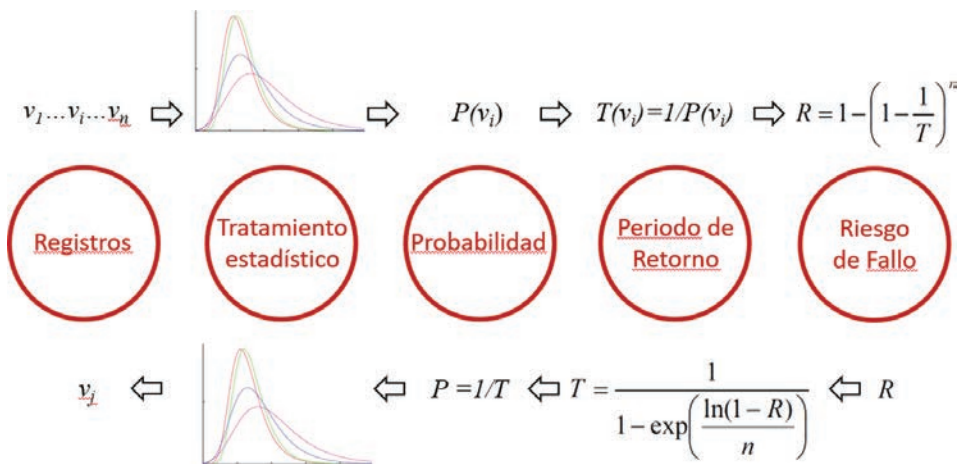 v₁...vᵢ...vₙ ⇨ ⇨ P(vᵢ) ⇨ T(vᵢ)=1/P(vᵢ) ⇨ R = 1 − (1 − 1/T)ⁿ
Registros
Tratamiento
estadístico
Probabilidad
Periodo de
Retorno
Riesgo
de Fallo
vⱼ ⇦ ⇦ P =1/T ⇦ T = 1/(1 − exp(ln(1 − R)/n)) ⇦ R